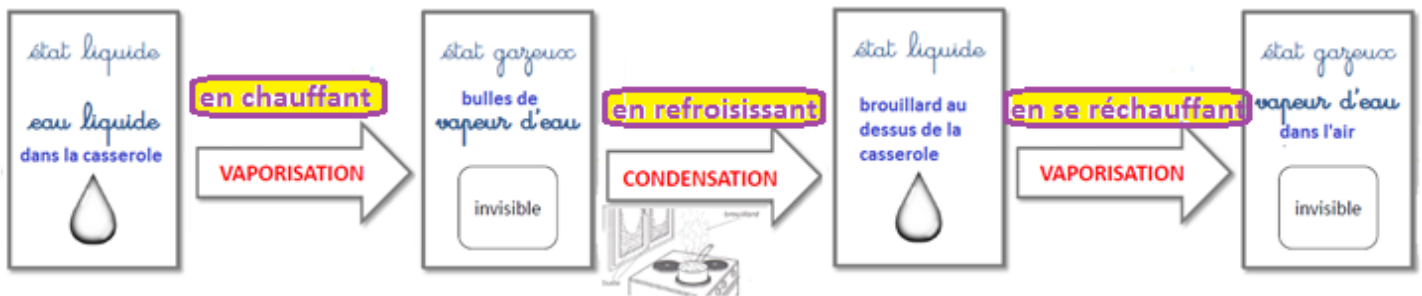 état liquide
eau liquide
dans la casserole
en chauffant
VAPORISATION
état gazeux
bulles de
vapeur d'eau
invisible
en refroisissant
CONDENSATION
brouillard
buée
état liquide
brouillard au
dessus de la
casserole
en se réchauffant
VAPORISATION
état gazeux
vapeur d'eau
dans l'air
invisible